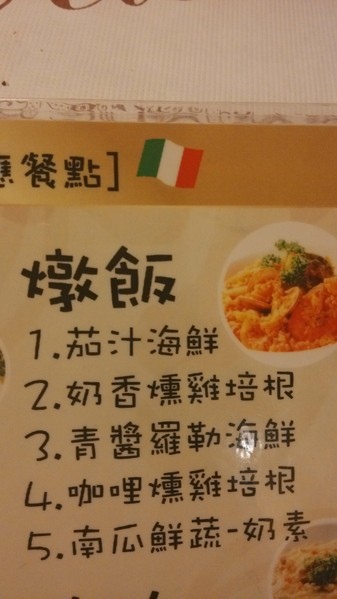 應餐點]
燉飯
1.茄汁海鮮
2.奶香燻雞培根
3.青醬羅勒海鮮
4.咖哩燻雞培根
5.南瓜鮮蔬-奶素